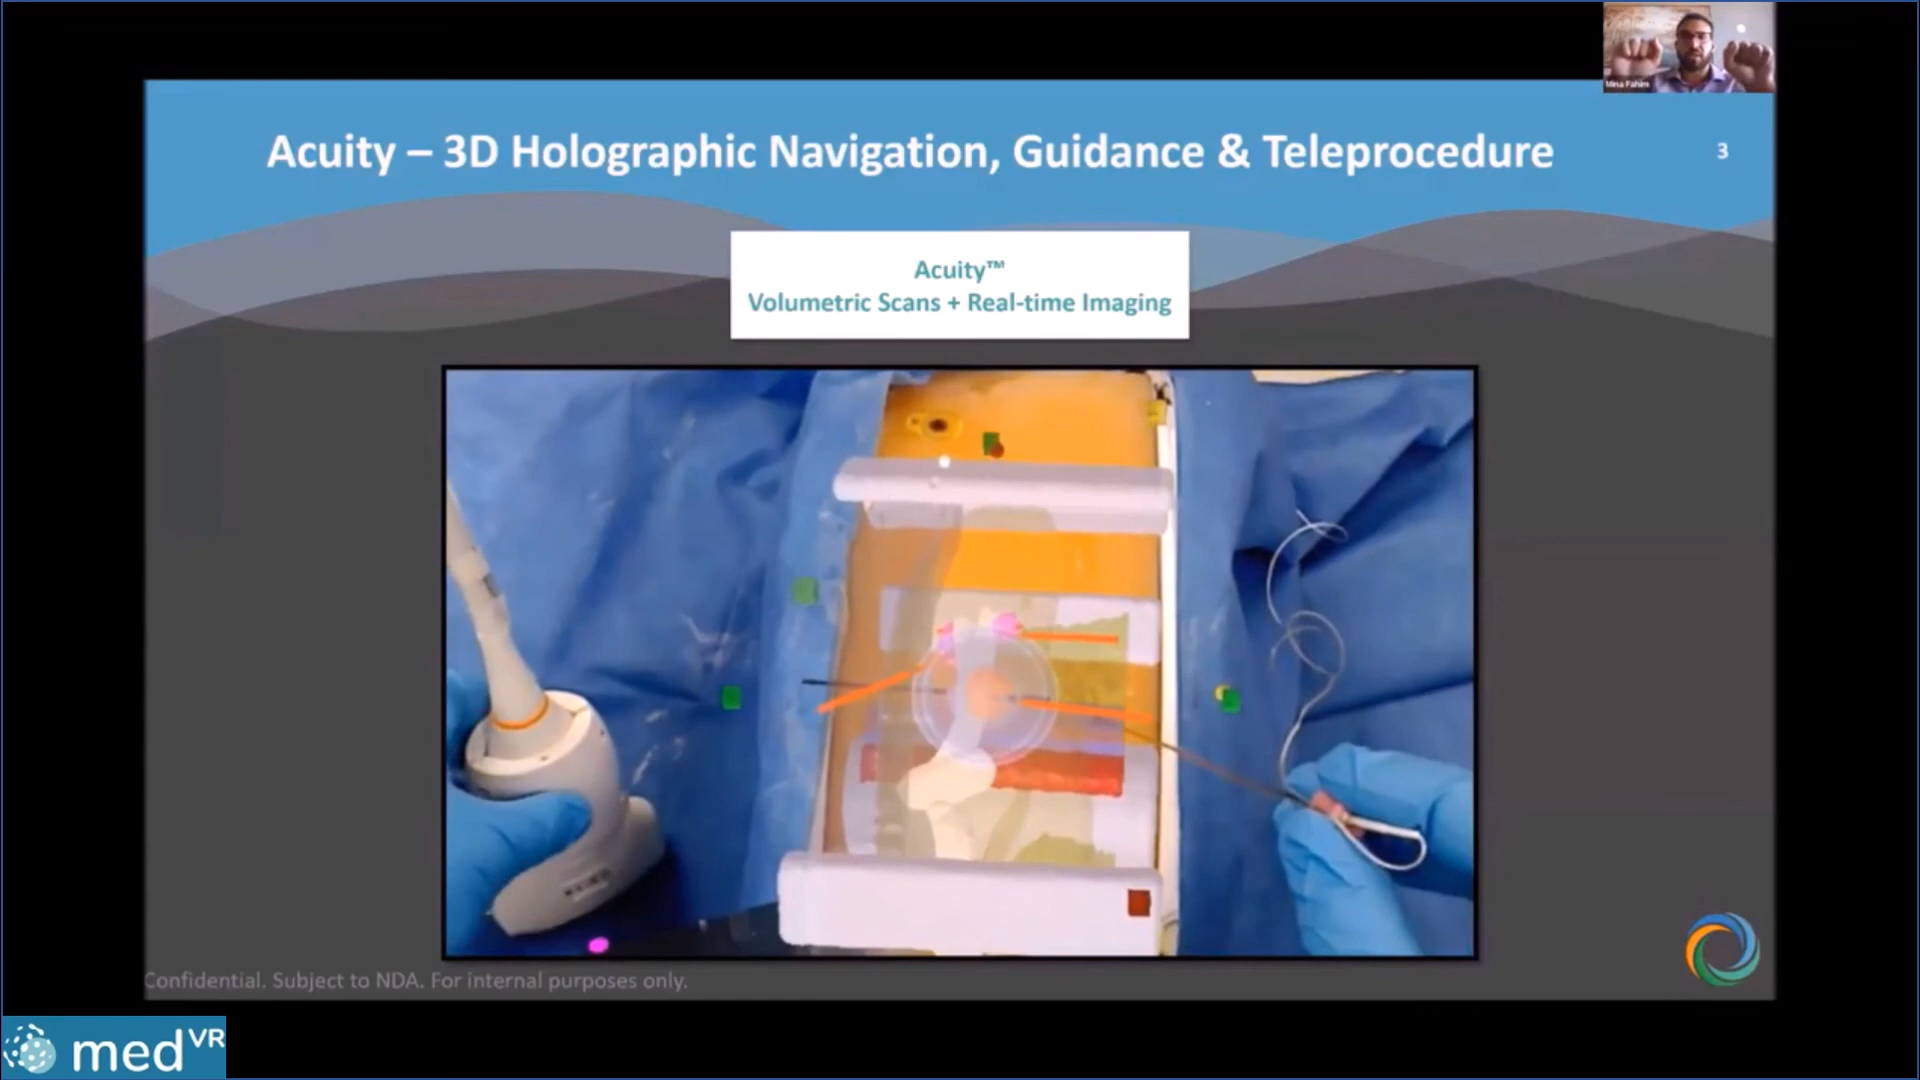 Mina Fahim
Acuity – 3D Holographic Navigation, Guidance & Teleprocedure
3
Acuity™
Volumetric Scans + Real-time Imaging
Confidential. Subject to NDA. For internal purposes only.
med VR